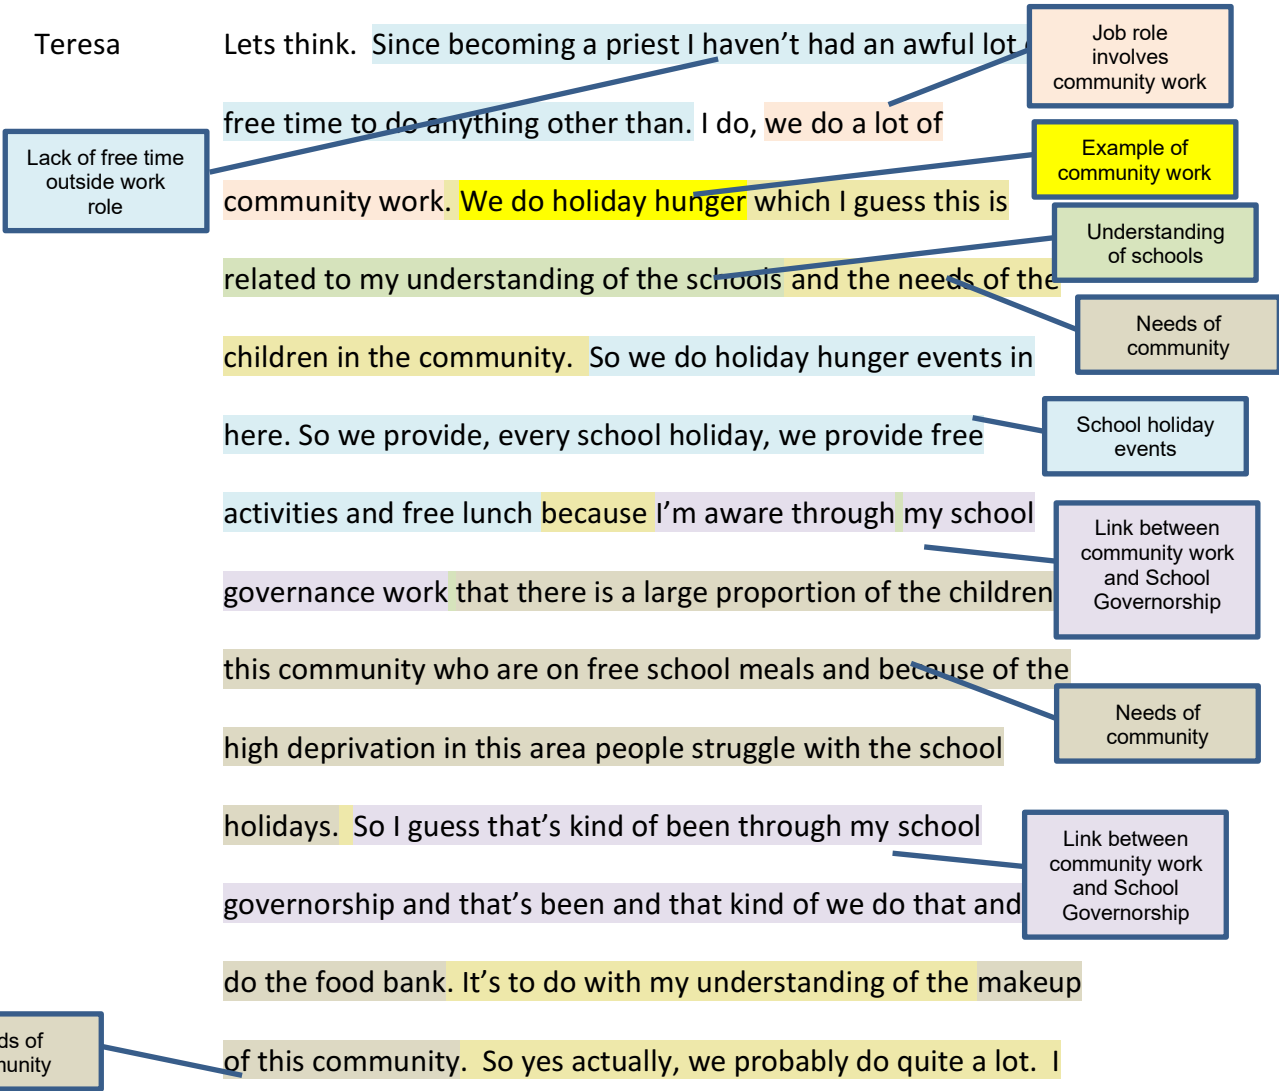 Teresa
Lets think.  Since becoming a priest I haven't had an awful lot
free time to do anything other than. I do, we do a lot of
community work. We do holiday hunger which I guess this is
related to my understanding of the schools and the needs of the
children in the community.  So we do holiday hunger events in
here. So we provide, every school holiday, we provide free
activities and free lunch because I'm aware through my school
governance work that there is a large proportion of the children
this community who are on free school meals and because of the
high deprivation in this area people struggle with the school
holidays.  So I guess that's kind of been through my school
governorship and that's been and that kind of we do that and
do the food bank. It's to do with my understanding of the makeup
of this community.  So yes actually, we probably do quite a lot. I
Lack of free time
outside work
role
Job role
involves
community work
Example of
community work
Understanding
of schools
Needs of
community
School holiday
events
Link between
community work
and School
Governorship
Needs of
community
Link between
community work
and School
Governorship
ds of
munity